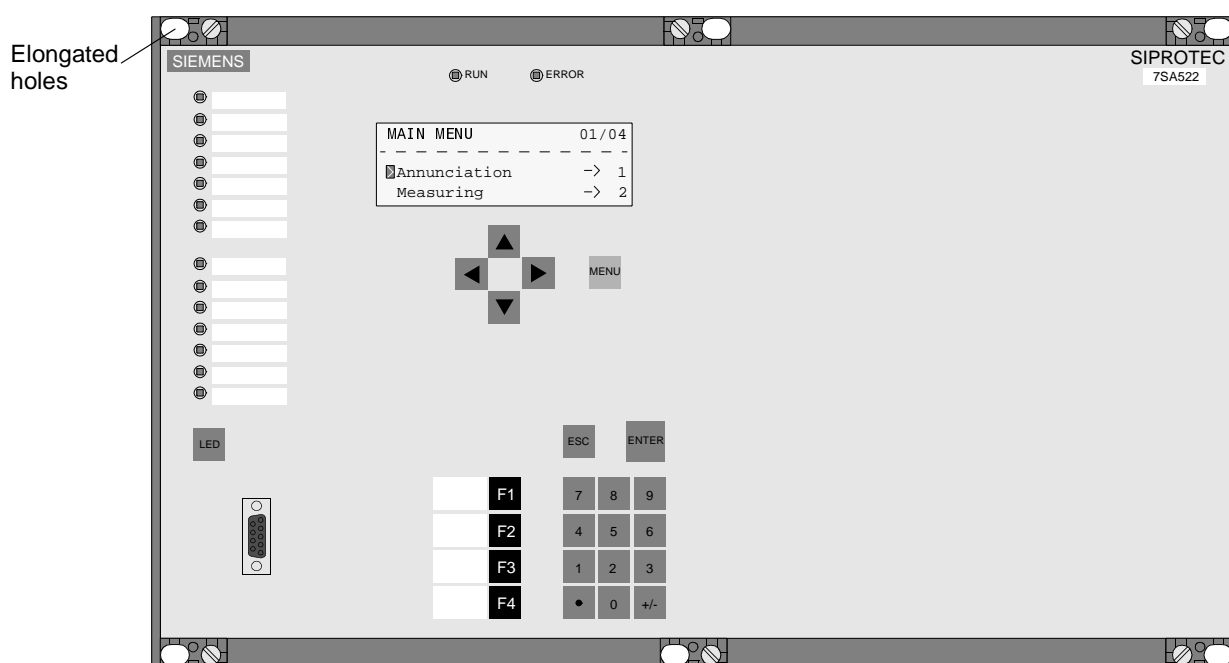 Elongated
holes
SIEMENS
RUN
ERROR
SIPROTEC
7SA522
MAIN MENU 01/04
Annunciation -> 1
Measuring -> 2
MENU
LED
ESC
ENTER
F1
7 8 9
F2
4 5 6
F3
1 2 3
F4
0 +/-